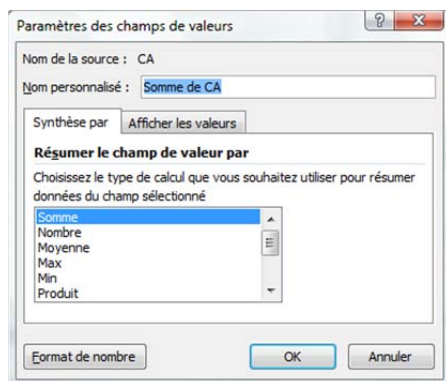 Paramètres des champs de valeurs
Nom de la source : CA
Nom personnalisé : Somme de CA
Synthèse par Afficher les valeurs
Résumer le champ de valeur par
Choisissez le type de calcul que vous souhaitez utiliser pour résumer
données du champ sélectionné
Somme
Nombre
Moyenne
Max
Min
Produit
Format de nombre OK Annuler